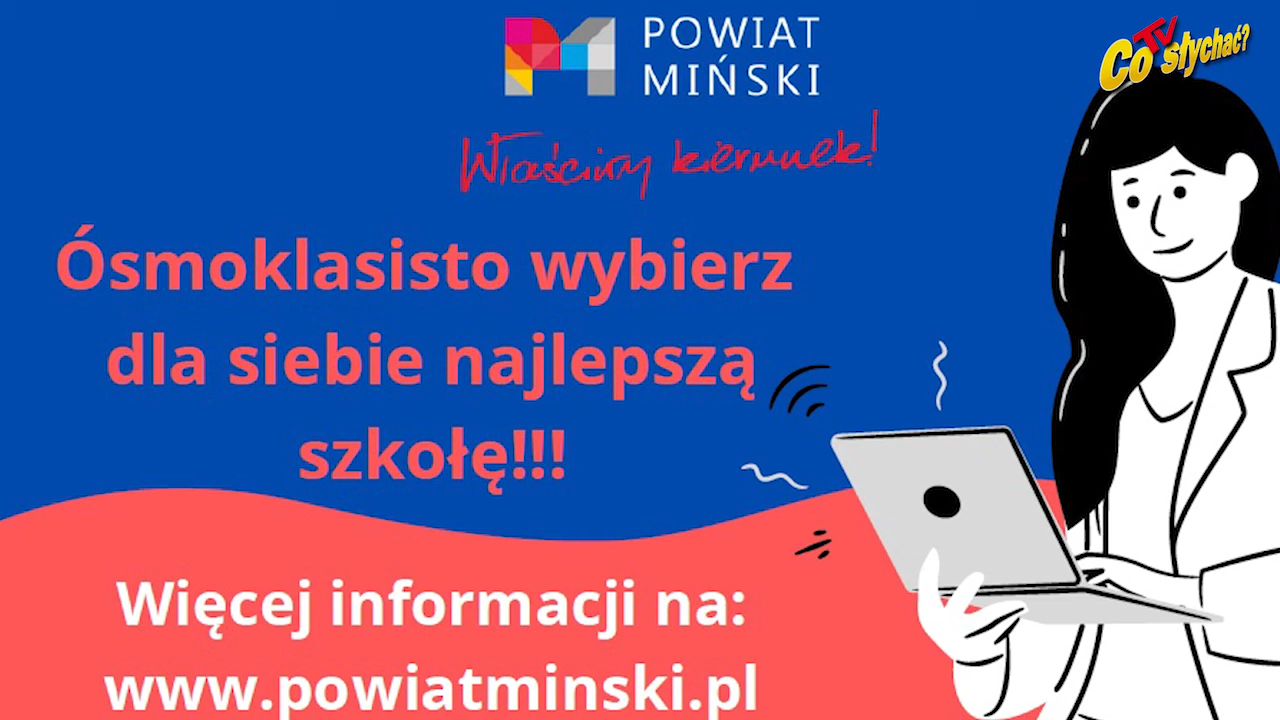 POWIAT
MIŃSKI
Co TV słychać?
Właściwy kierunek!
Ósmoklasisto wybierz
dla siebie najlepszą
szkołę!!!
Więcej informacji na:
www.powiatminski.pl